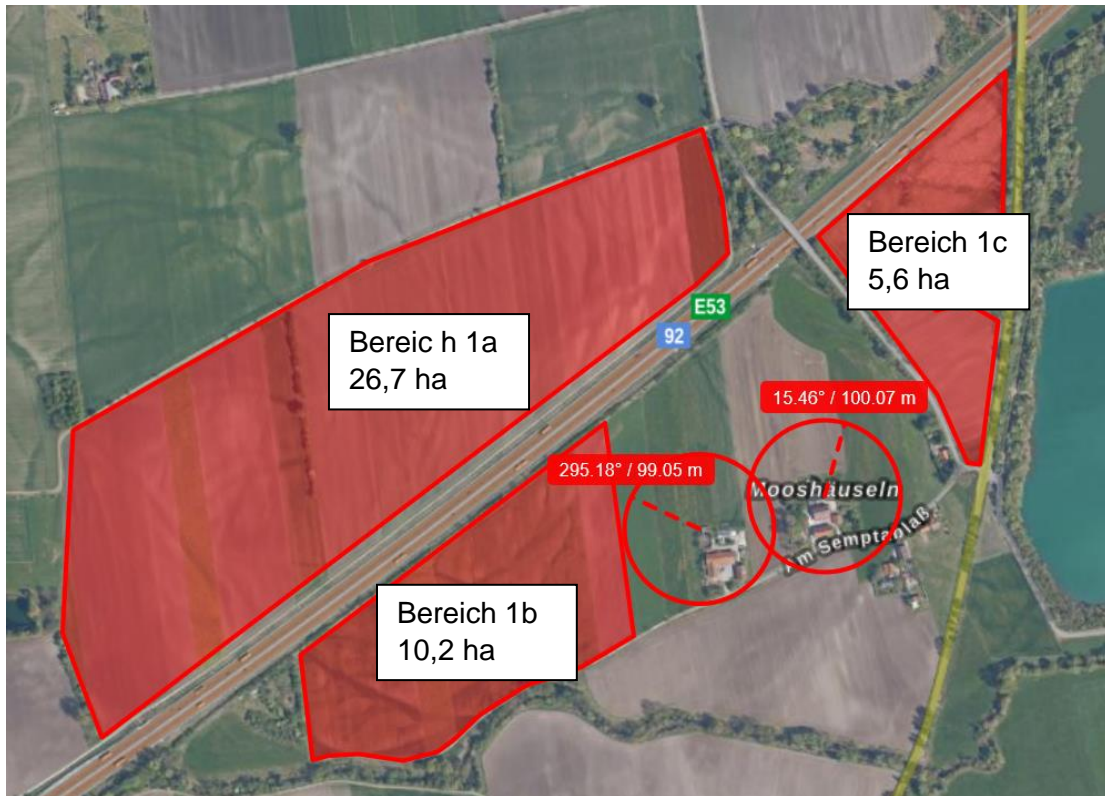 Bereich 1c
5,6 ha
E53
92
Bereic h 1a
26,7 ha
15.46° / 100.07 m
295.18° / 99.05 m
Mooshäuseln
Am Semptablaß
Bereich 1b
10,2 ha